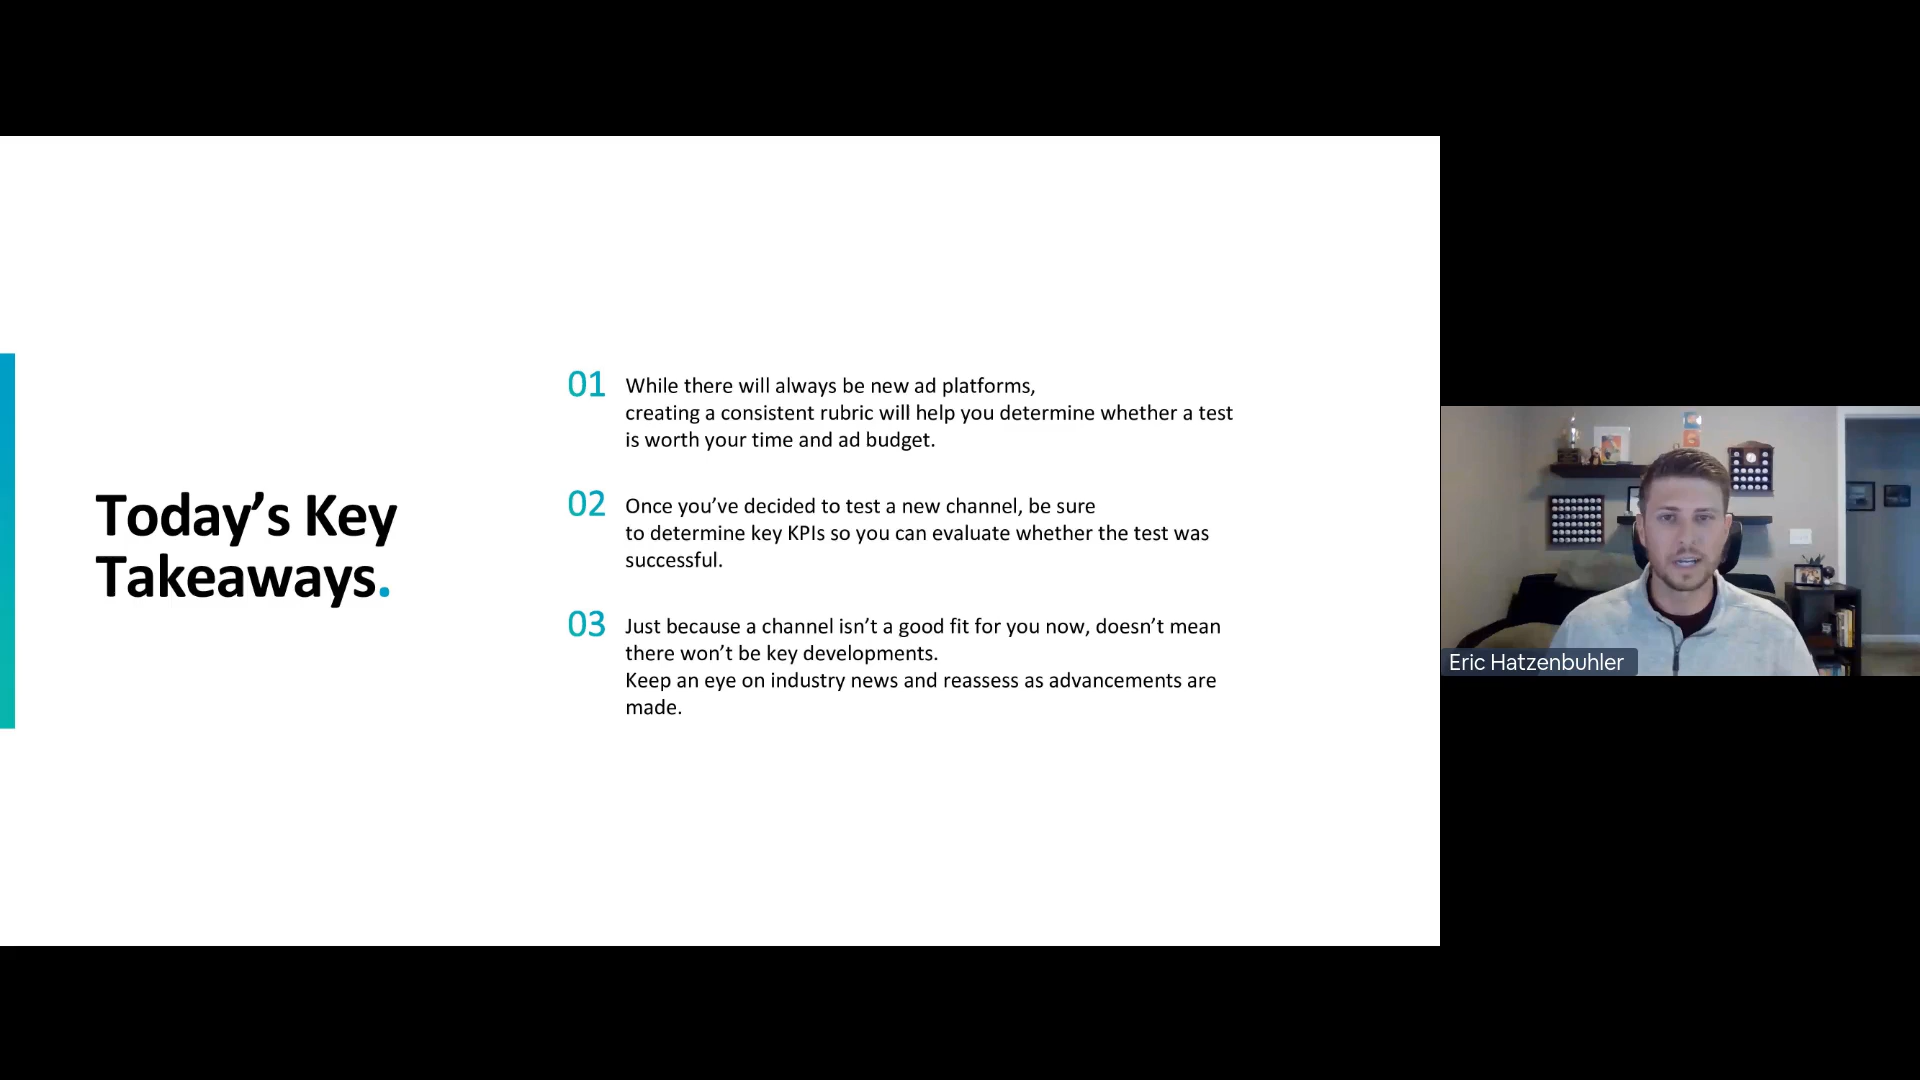 Today’s Key
Takeaways.
01
While there will always be new ad platforms,
creating a consistent rubric will help you determine whether a test
is worth your time and ad budget.
02
Once you’ve decided to test a new channel, be sure
to determine key KPIs so you can evaluate whether the test was
successful.
03
Just because a channel isn’t a good fit for you now, doesn’t mean
there won’t be key developments.
Keep an eye on industry news and reassess as advancements are
made.
Eric Hatzenbuhler